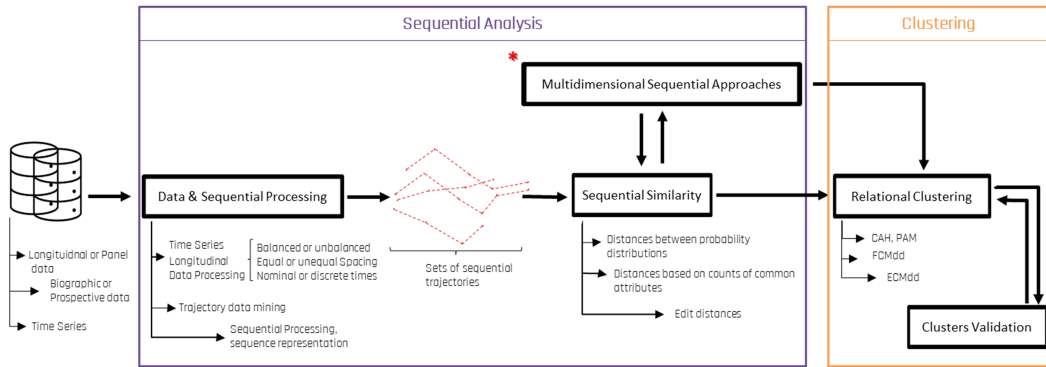 Sequential Analysis
Clustering
*
Multidimensional Sequential Approaches
Data & Sequential Processing
Sequential Similarity
Relational Clustering
Longituidnal or Panel
data
Biographic or
Prospective data
Time Series
Time Series
Longitudinal
Data Processing
Balanced or unbalanced
Equal or unequal Spacing
Nominal or discrete times
Trajectory data mining
Sequential Processing,
sequence representation
Sets of sequential
trajectories
Distances between probability
distributions
Distances based on counts of common
attributes
Edit distances
CAH, PAM
FCMdd
ECMdd
Clusters Validation